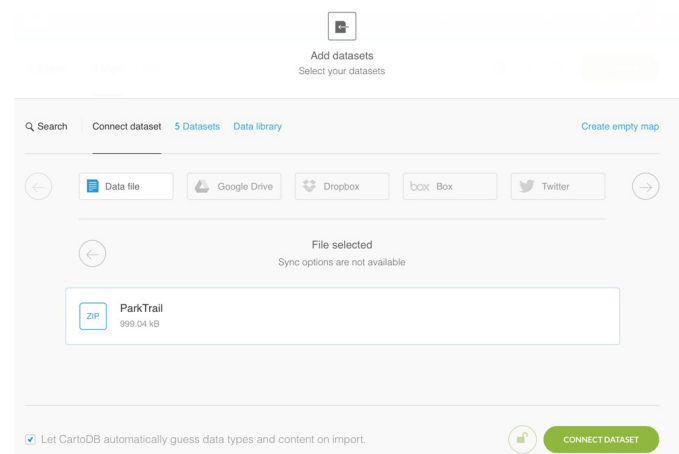 Add datasets
Select your datasets
Search Connect dataset 5 Datasets Data library Create empty map
Data file Google Drive Dropbox box Box Twitter
File selected
Sync options are not available
ZIP ParkTrail
999.04 kB
Let CartoDB automatically guess data types and content on import. CONNECT DATASET